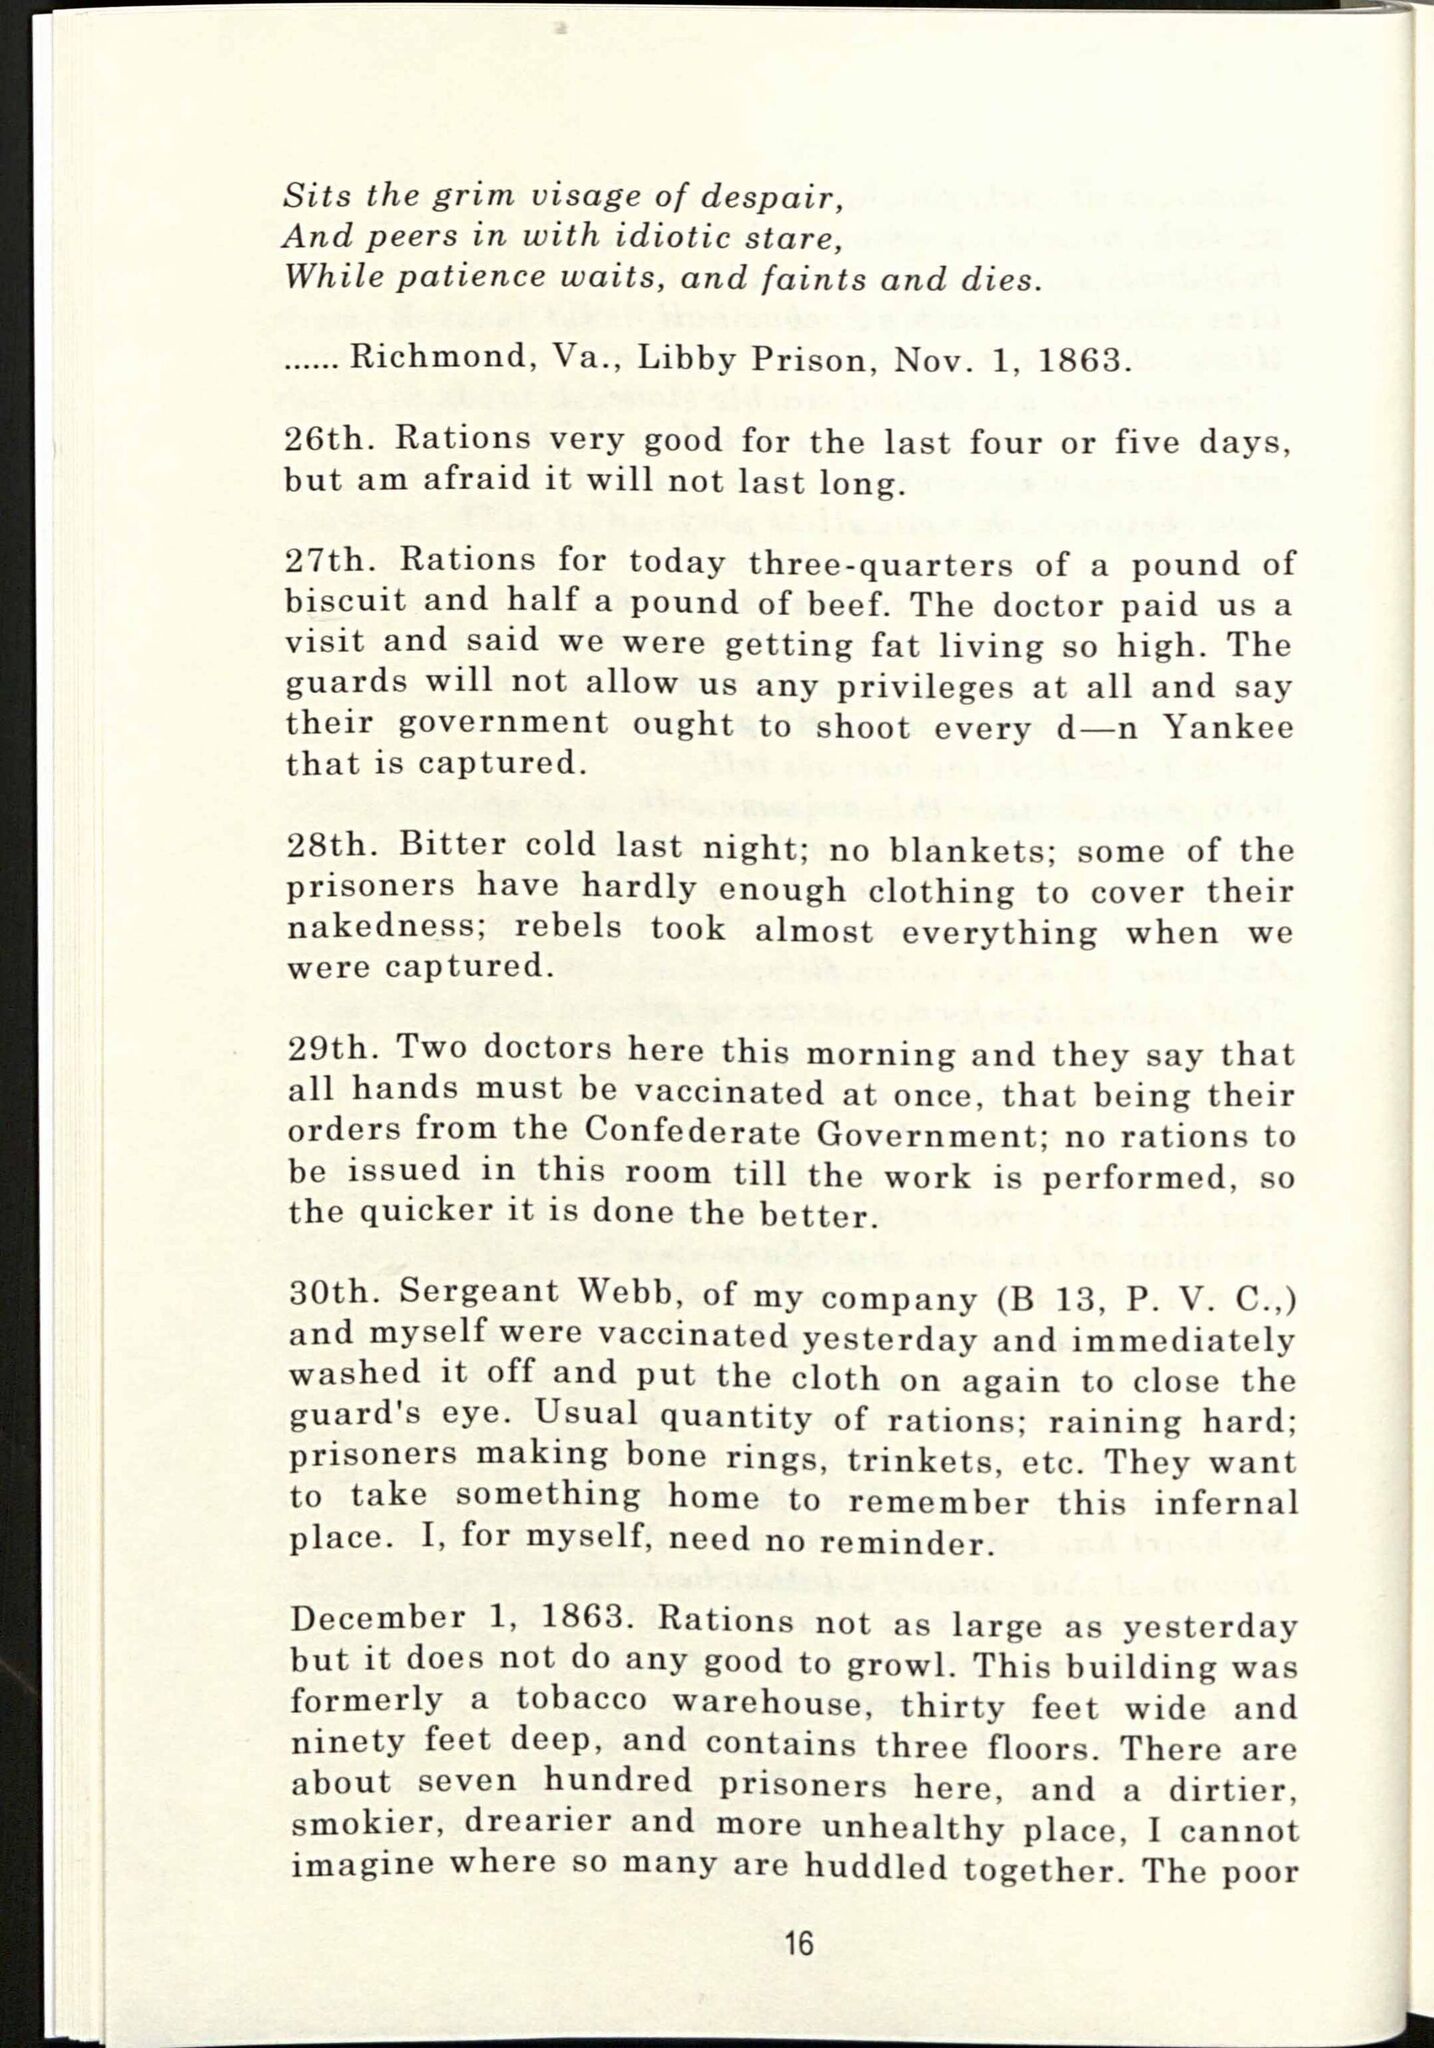 Sits the grim visage of despair,
And peers in with idiotic stare,
While patience waits, and faints and dies.
...... Richmond, Va., Libby Prison, Nov. 1, 1863.
26th. Rations very good for the last four or five days,
but am afraid it will not last long.
27th. Rations for today three-quarters of a pound of
biscuit and half a pound of beef. The doctor paid us a
visit and said we were getting fat living so high. The
guards will not allow us any privileges at all and say
their government ought to shoot every d—n Yankee
that is captured.
28th. Bitter cold last night; no blankets; some of the
prisoners have hardly enough clothing to cover their
nakedness; rebels took almost everything when we
were captured.
29th. Two doctors here this morning and they say that
all hands must be vaccinated at once, that being their
orders from the Confederate Government; no rations to
be issued in this room till the work is performed, so
the quicker it is done the better.
30th. Sergeant Webb, of my company (B 13, P. V. C.,)
and myself were vaccinated yesterday and immediately
washed it off and put the cloth on again to close the
guard's eye. Usual quantity of rations; raining hard;
prisoners making bone rings, trinkets, etc. They want
to take something home to remember this infernal
place. I, for myself, need no reminder.
December 1, 1863. Rations not as large as yesterday
but it does not do any good to growl. This building was
formerly a tobacco warehouse, thirty feet wide and
ninety feet deep, and contains three floors. There are
about seven hundred prisoners here, and a dirtier,
smokier, drearier and more unhealthy place, I cannot
imagine where so many are huddled together. The poor
16